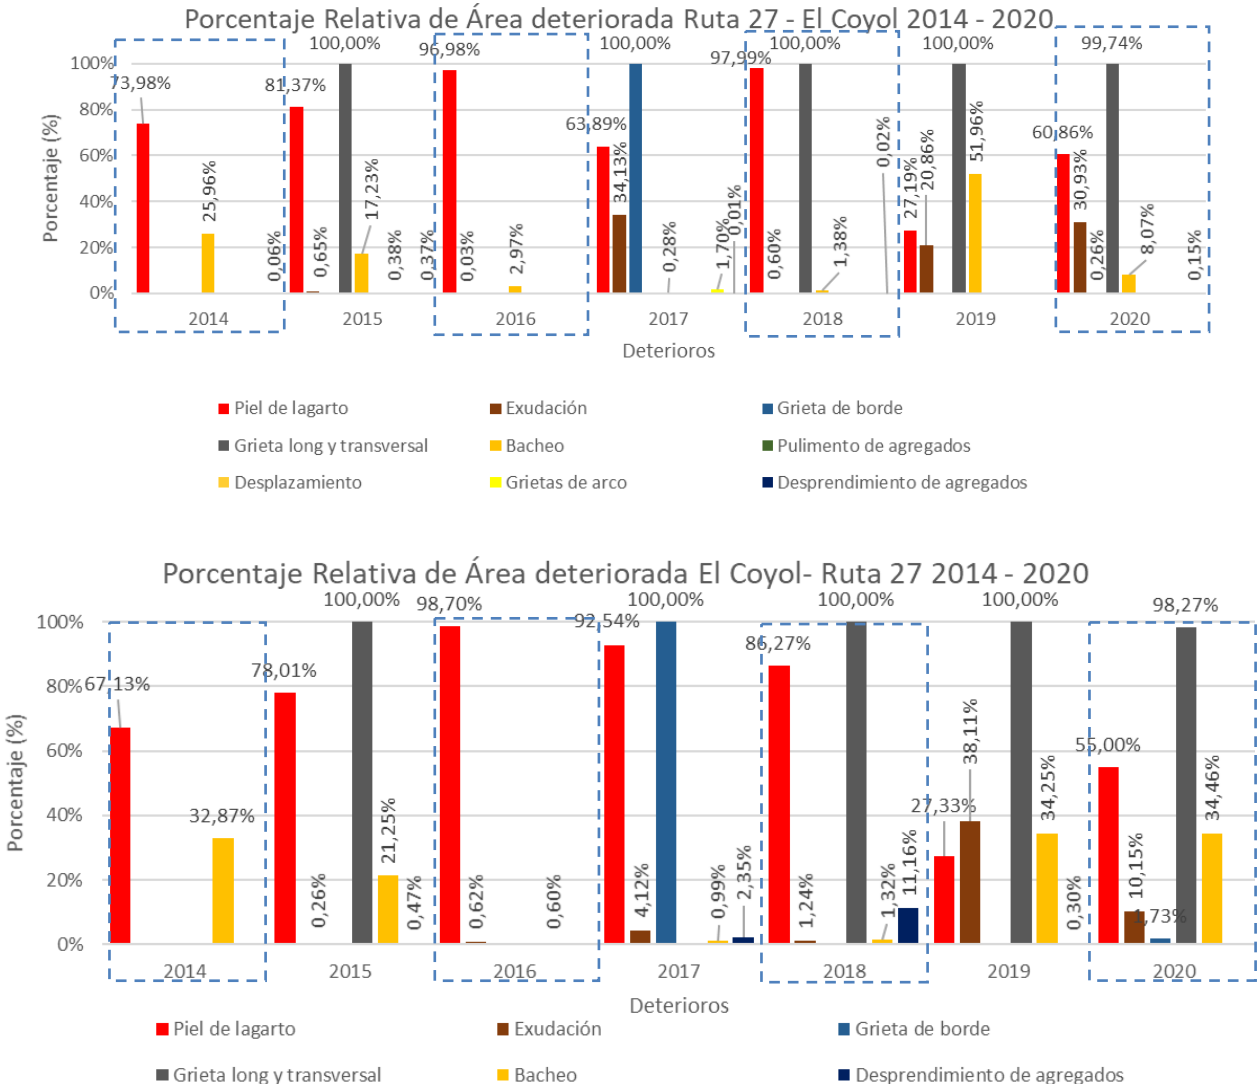 Porcentaje Relativa de Área deteriorada Ruta 27 - El Coyol 2014 - 2020
100,00% 96,98% 100,00% 100,00% 100,00% 99,74%
100% 73,98% 81,37% 97,99%
80%
60% 63,89% 60,86%
40%
20%
0%
25,96% 0,06% 0,65% 17,23% 0,38% 0,37% 0,03% 2,97% 34,13% 0,28% 1,70% 0,01% 0,60% 1,38% 0,02% 27,19% 20,86% 51,96% 30,93% 0,26% 8,07% 0,15%
Porcentaje (%)
2014 2015 2016 2017 2018 2019 2020
Deterioros
Piel de lagarto Exudación Grieta de borde
Grieta long y transversal Bacheo Pulimento de agregados
Desplazamiento Grietas de arco Desprendimiento de agregados
Porcentaje Relativa de Área deteriorada El Coyol- Ruta 27 2014 - 2020
100,00% 98,70% 100,00% 100,00% 100,00% 98,27%
100% 92,54%
80% 67,13% 78,01% 86,27%
60% 55,00%
40%
20% 27,33%
0%
32,87% 0,26% 21,25% 0,47% 0,62% 0,60% 4,12% 0,99% 2,35% 1,24% 1,32% 11,16% 38,11% 34,25% 0,30% 10,15% 1,73% 34,46%
Porcentaje (%)
2014 2015 2016 2017 2018 2019 2020
Deterioros
Piel de lagarto Exudación Grieta de borde
Grieta long y transversal Bacheo Desprendimiento de agregados